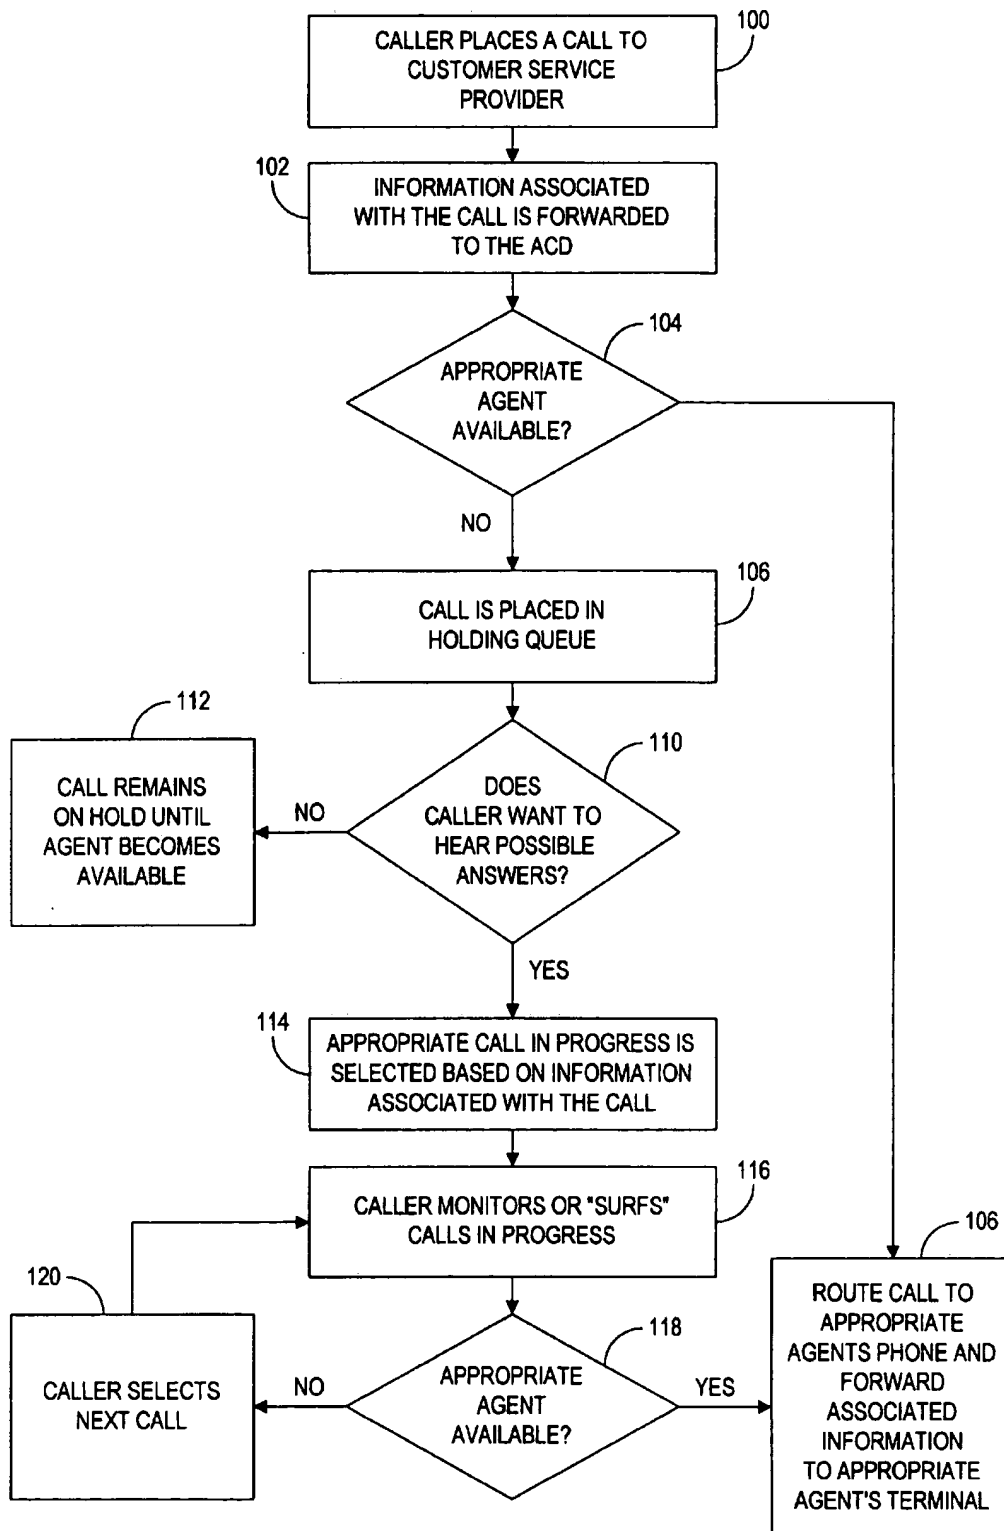 100
CALLER PLACES A CALL TO
CUSTOMER SERVICE
PROVIDER
102
INFORMATION ASSOCIATED
WITH THE CALL IS FORWARDED
TO THE ACD
104
APPROPRIATE
AGENT
AVAILABLE?
NO
106
CALL IS PLACED IN
HOLDING QUEUE
110
DOES
CALLER WANT TO
HEAR POSSIBLE
ANSWERS?
NO
112
CALL REMAINS
ON HOLD UNTIL
AGENT BECOMES
AVAILABLE
YES
114
APPROPRIATE CALL IN PROGRESS IS
SELECTED BASED ON INFORMATION
ASSOCIATED WITH THE CALL
116
CALLER MONITORS OR "SURFS"
CALLS IN PROGRESS
118
APPROPRIATE
AGENT
AVAILABLE?
NO
120
CALLER SELECTS
NEXT CALL
YES
106
ROUTE CALL TO
APPROPRIATE
AGENTS PHONE AND
FORWARD
ASSOCIATED
INFORMATION
TO APPROPRIATE
AGENT'S TERMINAL